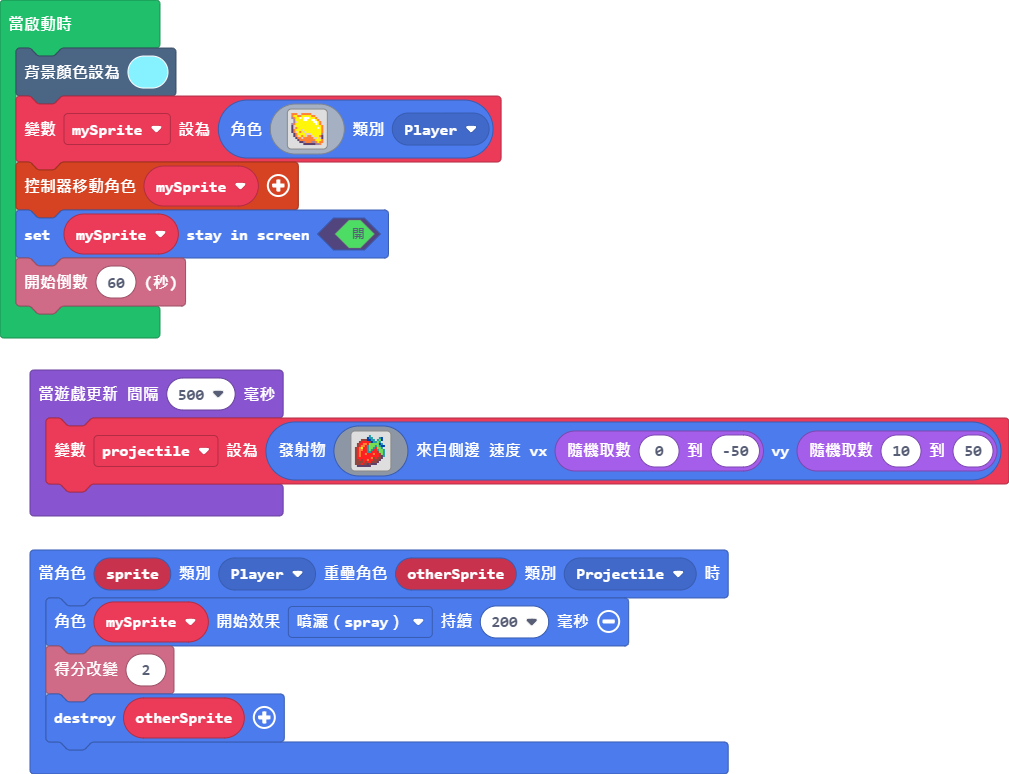 當啟動時
背景顏色設為
變數 mySprite 設為 角色 類別 Player
控制器移動角色 mySprite
set mySprite stay in screen 開
開始倒數 60 (秒)
當遊戲更新 間隔 500 毫秒
變數 projectile 設為 發射物 來自側邊 速度 vx 隨機取數 0 到 -50 vy 隨機取數 10 到 50
當角色 sprite 類別 Player 重疊角色 otherSprite 類別 Projectile 時
角色 mySprite 開始效果 噴灑 ( spray ) 持續 200 毫秒
得分改變 2
destroy otherSprite